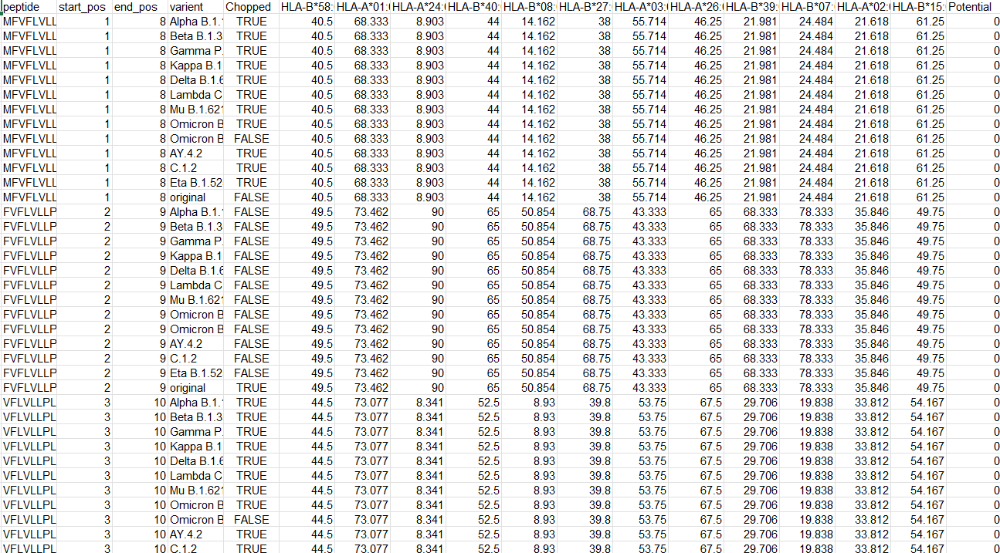 peptide start_pos end_pos varient Chopped HLA-B*58: HLA-A*01:0 HLA-A*24:0 HLA-B*40: HLA-B*08: HLA-B*27: HLA-A*03:0 HLA-A*26:0 HLA-B*39: HLA-B*07: HLA-A*02:0 HLA-B*15: Potential
MFVFLVLL 1 8 Alpha B.1.1 TRUE 40.5 68.333 8.903 44 14.162 38 55.714 46.25 21.981 24.484 21.618 61.25 0
MFVFLVLL 1 8 Beta B.1.3 TRUE 40.5 68.333 8.903 44 14.162 38 55.714 46.25 21.981 24.484 21.618 61.25 0
MFVFLVLL 1 8 Gamma P. TRUE 40.5 68.333 8.903 44 14.162 38 55.714 46.25 21.981 24.484 21.618 61.25 0
MFVFLVLL 1 8 Kappa B.1 TRUE 40.5 68.333 8.903 44 14.162 38 55.714 46.25 21.981 24.484 21.618 61.25 0
MFVFLVLL 1 8 Delta B.1.6 TRUE 40.5 68.333 8.903 44 14.162 38 55.714 46.25 21.981 24.484 21.618 61.25 0
MFVFLVLL 1 8 Lambda C TRUE 40.5 68.333 8.903 44 14.162 38 55.714 46.25 21.981 24.484 21.618 61.25 0
MFVFLVLL 1 8 Mu B.1.621 TRUE 40.5 68.333 8.903 44 14.162 38 55.714 46.25 21.981 24.484 21.618 61.25 0
MFVFLVLL 1 8 Omicron B TRUE 40.5 68.333 8.903 44 14.162 38 55.714 46.25 21.981 24.484 21.618 61.25 0
MFVFLVLL 1 8 Omicron B FALSE 40.5 68.333 8.903 44 14.162 38 55.714 46.25 21.981 24.484 21.618 61.25 0
MFVFLVLL 1 8 AY.4.2 TRUE 40.5 68.333 8.903 44 14.162 38 55.714 46.25 21.981 24.484 21.618 61.25 0
MFVFLVLL 1 8 C.1.2 TRUE 40.5 68.333 8.903 44 14.162 38 55.714 46.25 21.981 24.484 21.618 61.25 0
MFVFLVLL 1 8 Eta B.1.52 TRUE 40.5 68.333 8.903 44 14.162 38 55.714 46.25 21.981 24.484 21.618 61.25 0
MFVFLVLL 1 8 original FALSE 40.5 68.333 8.903 44 14.162 38 55.714 46.25 21.981 24.484 21.618 61.25 0
FVFLVLLP 2 9 Alpha B.1.1 FALSE 49.5 73.462 90 65 50.854 68.75 43.333 65 68.333 78.333 35.846 49.75 0
FVFLVLLP 2 9 Beta B.1.3 FALSE 49.5 73.462 90 65 50.854 68.75 43.333 65 68.333 78.333 35.846 49.75 0
FVFLVLLP 2 9 Gamma P. FALSE 49.5 73.462 90 65 50.854 68.75 43.333 65 68.333 78.333 35.846 49.75 0
FVFLVLLP 2 9 Kappa B.1 FALSE 49.5 73.462 90 65 50.854 68.75 43.333 65 68.333 78.333 35.846 49.75 0
FVFLVLLP 2 9 Delta B.1.6 FALSE 49.5 73.462 90 65 50.854 68.75 43.333 65 68.333 78.333 35.846 49.75 0
FVFLVLLP 2 9 Lambda C FALSE 49.5 73.462 90 65 50.854 68.75 43.333 65 68.333 78.333 35.846 49.75 0
FVFLVLLP 2 9 Mu B.1.621 FALSE 49.5 73.462 90 65 50.854 68.75 43.333 65 68.333 78.333 35.846 49.75 0
FVFLVLLP 2 9 Omicron B FALSE 49.5 73.462 90 65 50.854 68.75 43.333 65 68.333 78.333 35.846 49.75 0
FVFLVLLP 2 9 Omicron B FALSE 49.5 73.462 90 65 50.854 68.75 43.333 65 68.333 78.333 35.846 49.75 0
FVFLVLLP 2 9 AY.4.2 FALSE 49.5 73.462 90 65 50.854 68.75 43.333 65 68.333 78.333 35.846 49.75 0
FVFLVLLP 2 9 C.1.2 FALSE 49.5 73.462 90 65 50.854 68.75 43.333 65 68.333 78.333 35.846 49.75 0
FVFLVLLP 2 9 Eta B.1.52 FALSE 49.5 73.462 90 65 50.854 68.75 43.333 65 68.333 78.333 35.846 49.75 0
FVFLVLLP 2 9 original TRUE 49.5 73.462 90 65 50.854 68.75 43.333 65 68.333 78.333 35.846 49.75 0
VFLVLLPL 3 10 Alpha B.1.1 TRUE 44.5 73.077 8.341 52.5 8.93 39.8 53.75 67.5 29.706 19.838 33.812 54.167 0
VFLVLLPL 3 10 Beta B.1.3 TRUE 44.5 73.077 8.341 52.5 8.93 39.8 53.75 67.5 29.706 19.838 33.812 54.167 0
VFLVLLPL 3 10 Gamma P. TRUE 44.5 73.077 8.341 52.5 8.93 39.8 53.75 67.5 29.706 19.838 33.812 54.167 0
VFLVLLPL 3 10 Kappa B.1 TRUE 44.5 73.077 8.341 52.5 8.93 39.8 53.75 67.5 29.706 19.838 33.812 54.167 0
VFLVLLPL 3 10 Delta B.1.6 TRUE 44.5 73.077 8.341 52.5 8.93 39.8 53.75 67.5 29.706 19.838 33.812 54.167 0
VFLVLLPL 3 10 Lambda C TRUE 44.5 73.077 8.341 52.5 8.93 39.8 53.75 67.5 29.706 19.838 33.812 54.167 0
VFLVLLPL 3 10 Mu B.1.621 TRUE 44.5 73.077 8.341 52.5 8.93 39.8 53.75 67.5 29.706 19.838 33.812 54.167 0
VFLVLLPL 3 10 Omicron B TRUE 44.5 73.077 8.341 52.5 8.93 39.8 53.75 67.5 29.706 19.838 33.812 54.167 0
VFLVLLPL 3 10 Omicron B FALSE 44.5 73.077 8.341 52.5 8.93 39.8 53.75 67.5 29.706 19.838 33.812 54.167 0
VFLVLLPL 3 10 AY.4.2 TRUE 44.5 73.077 8.341 52.5 8.93 39.8 53.75 67.5 29.706 19.838 33.812 54.167 0
VFLVLLPL 3 10 C.1.2 TRUE 44.5 73.077 8.341 52.5 8.93 39.8 53.75 67.5 29.706 19.838 33.812 54.167 0